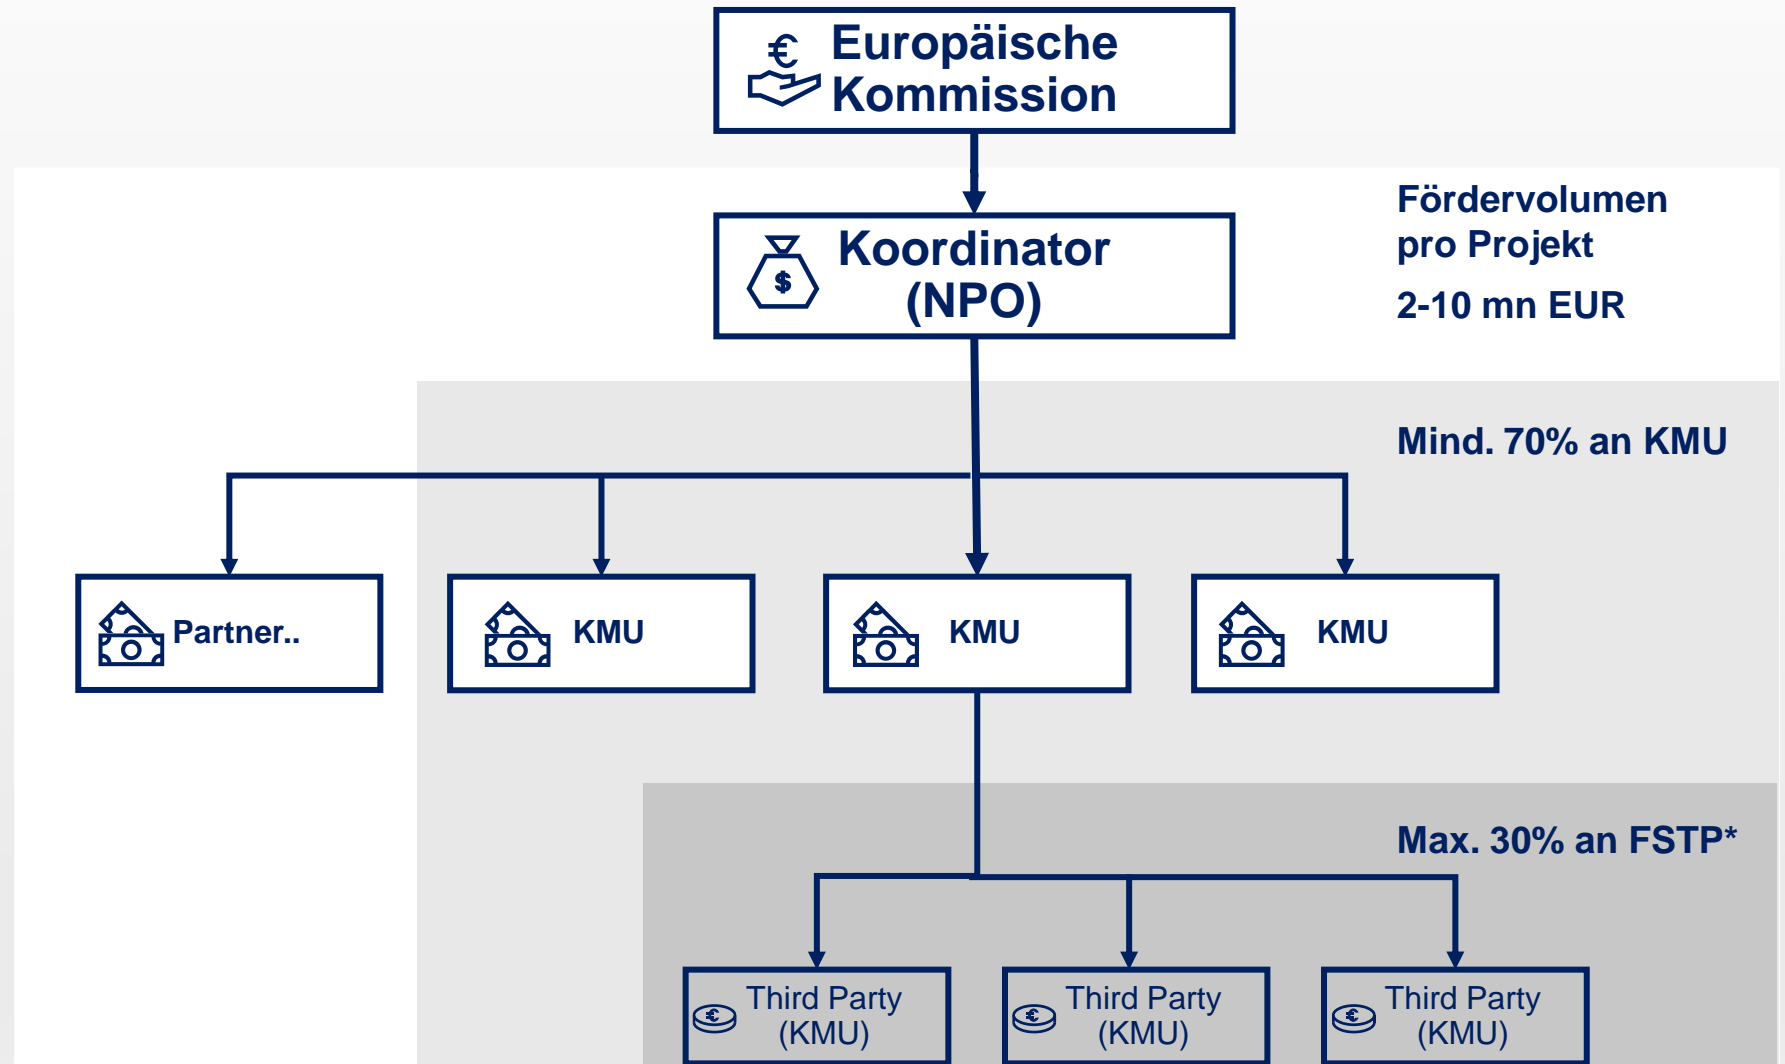 Europäische
Kommission
Koordinator
(NPO)
Fördervolumen
pro Projekt
2-10 mn EUR
Mind. 70% an KMU
Partner..
KMU
KMU
KMU
Max. 30% an FSTP*
Third Party
(KMU)
Third Party
(KMU)
Third Party
(KMU)